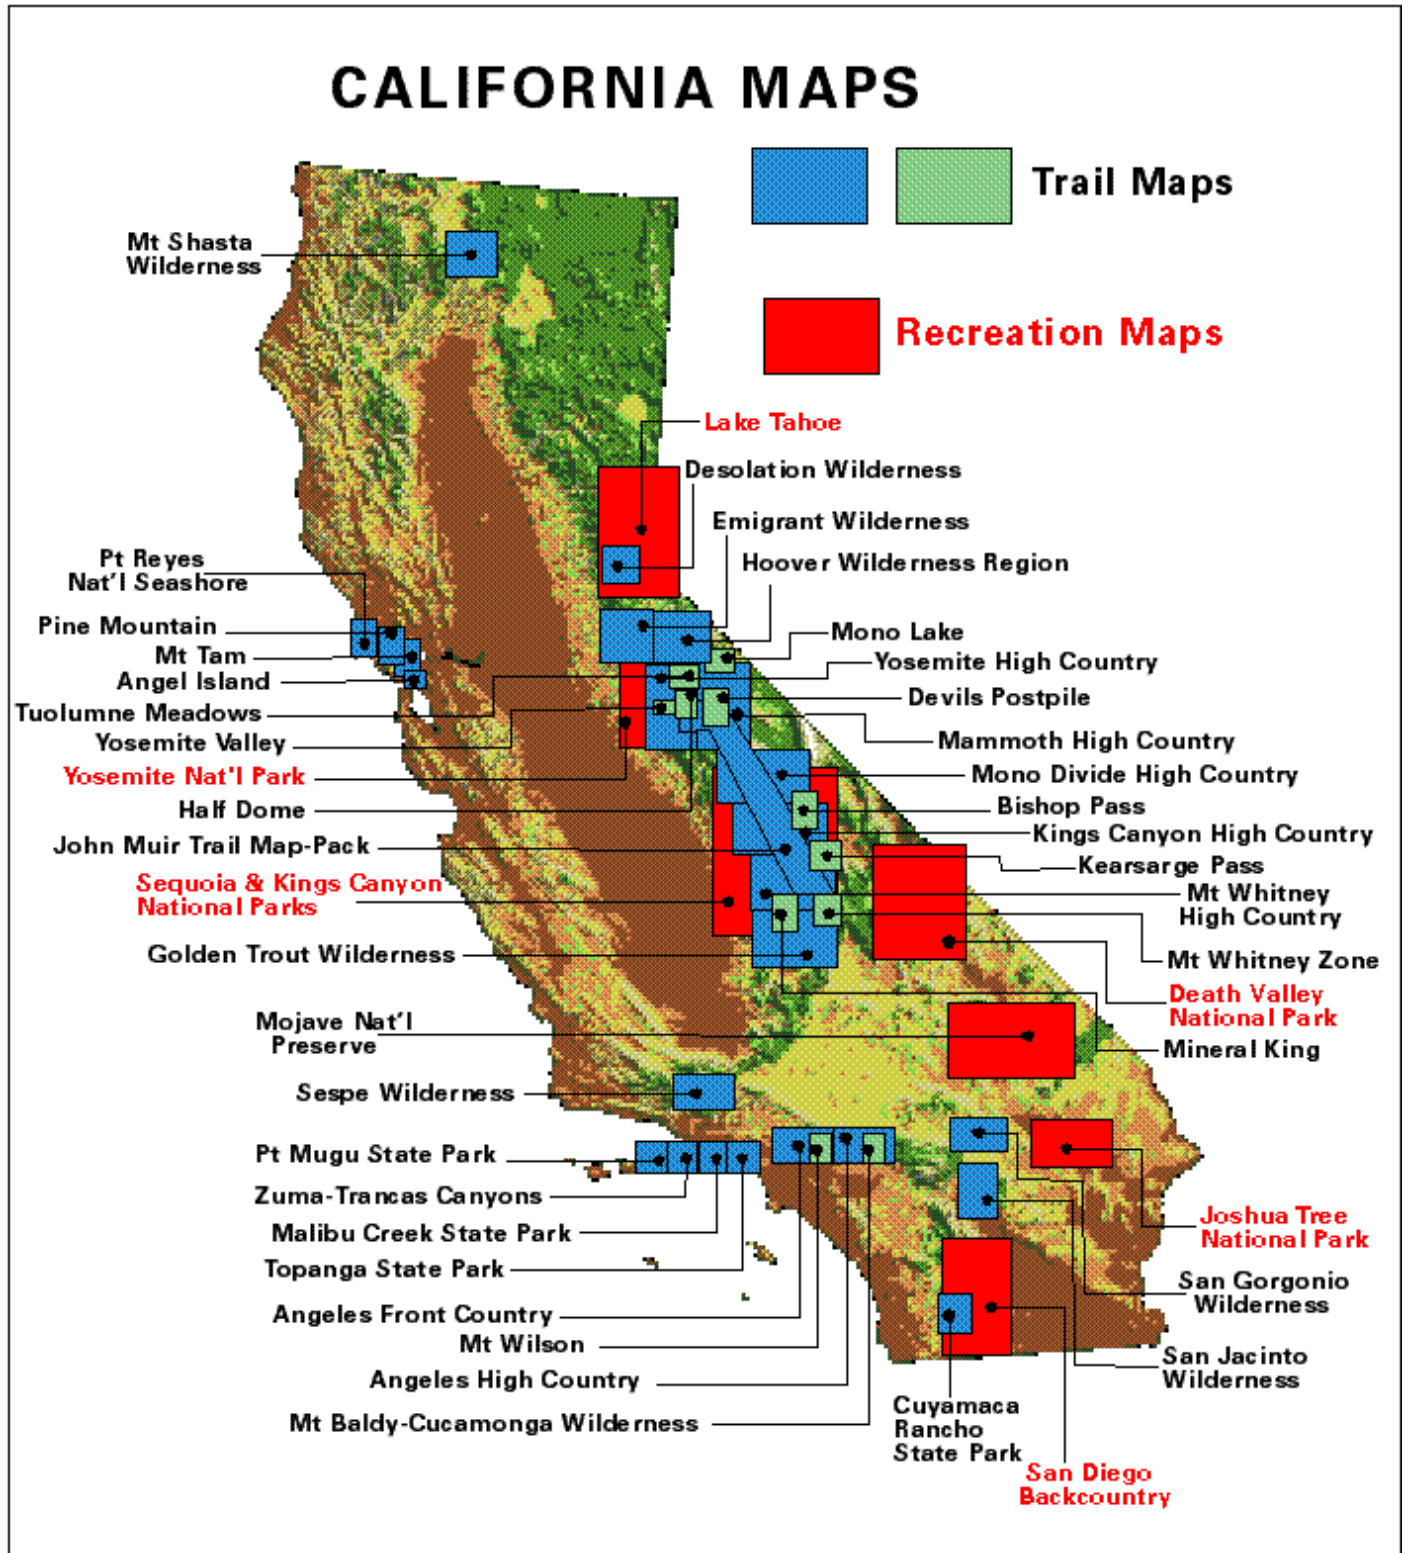 CALIFORNIA MAPS
Trail Maps
Mt Shasta
Wilderness
Recreation Maps
Lake Tahoe
Desolation Wilderness
Emigrant Wilderness
Hoover Wilderness Region
Pt Reyes
Nat'l Seashore
Pine Mountain
Mono Lake
Mt Tam
Yosemite High Country
Angel Island
Devils Postpile
Tuolumne Meadows
Yosemite Valley
Mammoth High Country
Yosemite Nat'l Park
Mono Divide High Country
Half Dome
Bishop Pass
Kings Canyon High Country
John Muir Trail Map-Pack
Kearsarge Pass
Sequoia & Kings Canyon
National Parks
Mt Whitney
High Country
Golden Trout Wilderness
Mt Whitney Zone
Death Valley
National Park
Mojave Nat'l
Preserve
Mineral King
Sespe Wilderness
Pt Mugu State Park
Zuma-Trancas Canyons
Joshua Tree
National Park
Malibu Creek State Park
Topanga State Park
San Gorgonio
Wilderness
Angeles Front Country
Mt Wilson
San Jacinto
Wilderness
Angeles High Country
Mt Baldy-Cucamonga Wilderness
Cuyamaca
Rancho
State Park
San Diego
Backcountry